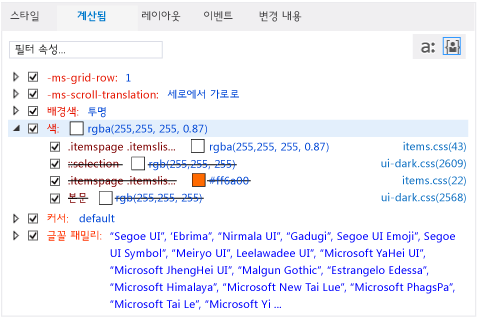 스타일 계산됨 레이아웃 이벤트 변경 내용
필터 속성... a:
-ms-grid-row: 1
-ms-scroll-translation: 세로에서 가로로
배경색: 투명
색: rgba(255,255, 255, 0.87)
.itemspage .itemslis... rgba(255,255, 255, 0.87) items.css(43)
::selection rgb(255,255, 255) ui-dark.css(2609)
.itemspage .itemslis... #ff6a00 items.css(22)
본문 rgb(255,255, 255) ui-dark.css(2568)
커서: default
글꼴 패밀리: “Segoe UI”, ‘Ebrima”, “Nirmala UI”, “Gadugi”, Segoe UI Emoji”, Segoe
UI Symbol”, “Meiryo UI”, Leelawadee UI”, “Microsoft YaHei UI”,
“Microsoft JhengHei UI”, “Malgun Gothic”, “Estrangelo Edessa”,
“Microsoft Himalaya”, “Microsoft New Tai Lue”, “Microsoft PhagsPa”,
“Microsoft Tai Le”, “Microsoft Yi ...